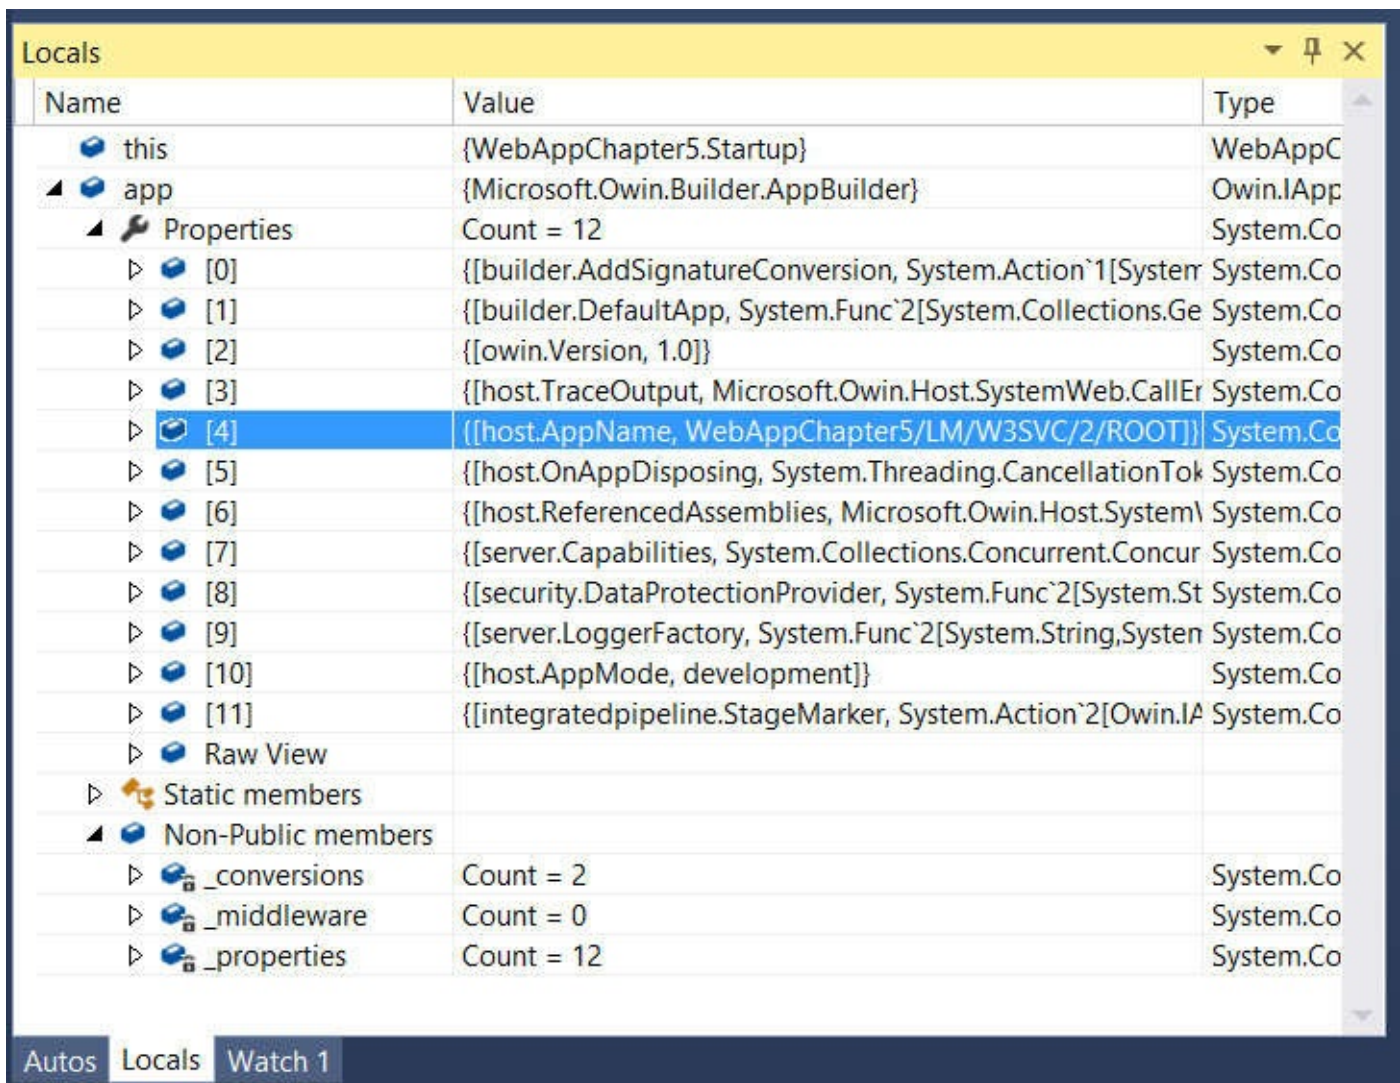 Locals
Name Value Type
this {WebAppChapter5.Startup} WebAppC
app {Microsoft.Owin.Builder.AppBuilder} Owin.IApp
Properties Count = 12 System.Co
[0] {[builder.AddSignatureConversion, System.Action`1[System System.Co
[1] {[builder.DefaultApp, System.Func`2[System.Collections.Ge System.Co
[2] {[owin.Version, 1.0]} System.Co
[3] {[host.TraceOutput, Microsoft.Owin.Host.SystemWeb.CallEr System.Co
[4] {[host.AppName, WebAppChapter5/LM/W3SVC/2/ROOT]} System.Co
[5] {[host.OnAppDisposing, System.Threading.CancellationTok System.Co
[6] {[host.ReferencedAssemblies, Microsoft.Owin.Host.System\ System.Co
[7] {[server.Capabilities, System.Collections.Concurrent.Concur System.Co
[8] {[security.DataProtectionProvider, System.Func`2[System.St System.Co
[9] {[server.LoggerFactory, System.Func`2[System.String,System System.Co
[10] {[host.AppMode, development]} System.Co
[11] {[integratedpipeline.StageMarker, System.Action`2[Owin.IA System.Co
Raw View
Static members
Non-Public members
_conversions Count = 2 System.Co
_middleware Count = 0 System.Co
_properties Count = 12 System.Co
Autos Locals Watch 1